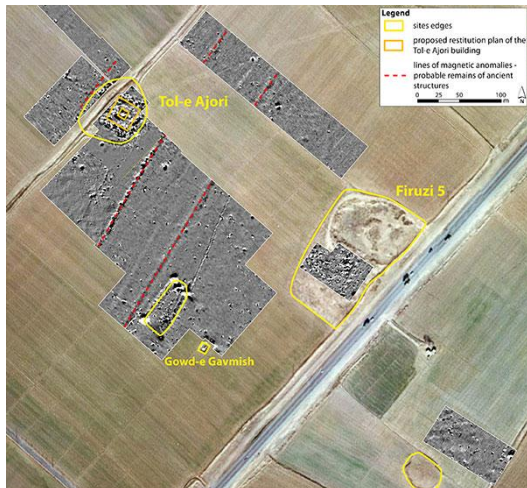 Legend
sites edges
proposed restitution plan of the
Tol-e Ajori building
lines of magnetic anomalies -
probable remains of ancient
structures
0 25 50 100
m
N
Tol-e Ajori
Firuzi 5
Gowd-e Gavmish